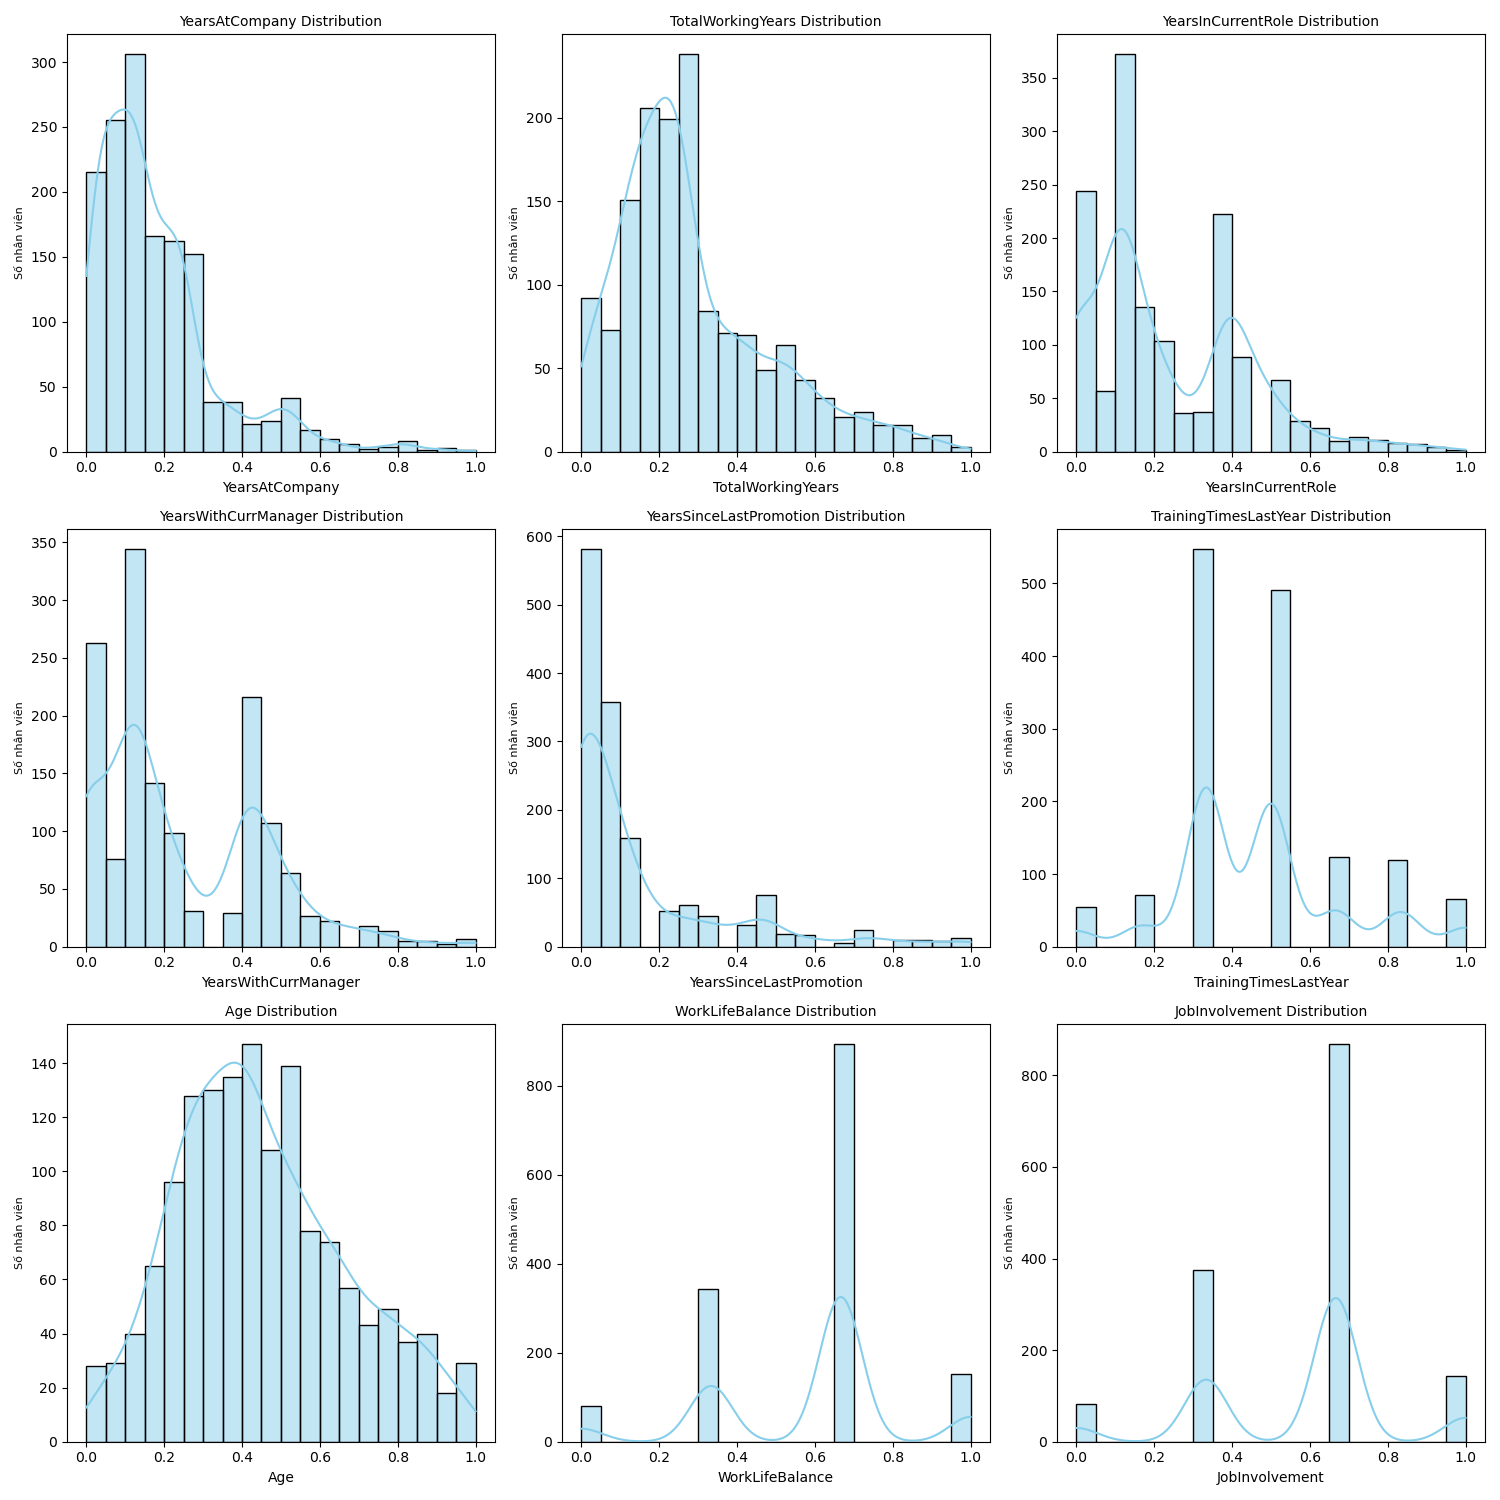 YearsAtCompany Distribution
300
250
200
150
100
50
0
Số nhân viên
0.0 0.2 0.4 0.6 0.8 1.0
YearsAtCompany
TotalWorkingYears Distribution
200
150
100
50
0
Số nhân viên
0.0 0.2 0.4 0.6 0.8 1.0
TotalWorkingYears
YearsInCurrentRole Distribution
350
300
250
200
150
100
50
0
Số nhân viên
0.0 0.2 0.4 0.6 0.8 1.0
YearsInCurrentRole
YearsWithCurrManager Distribution
350
300
250
200
150
100
50
0
Số nhân viên
0.0 0.2 0.4 0.6 0.8 1.0
YearsWithCurrManager
YearsSinceLastPromotion Distribution
600
500
400
300
200
100
0
Số nhân viên
0.0 0.2 0.4 0.6 0.8 1.0
YearsSinceLastPromotion
TrainingTimesLastYear Distribution
500
400
300
200
100
0
Số nhân viên
0.0 0.2 0.4 0.6 0.8 1.0
TrainingTimesLastYear
Age Distribution
140
120
100
80
60
40
20
0
Số nhân viên
0.0 0.2 0.4 0.6 0.8 1.0
Age
WorkLifeBalance Distribution
800
600
400
200
0
Số nhân viên
0.0 0.2 0.4 0.6 0.8 1.0
WorkLifeBalance
JobInvolvement Distribution
800
600
400
200
0
Số nhân viên
0.0 0.2 0.4 0.6 0.8 1.0
JobInvolvement